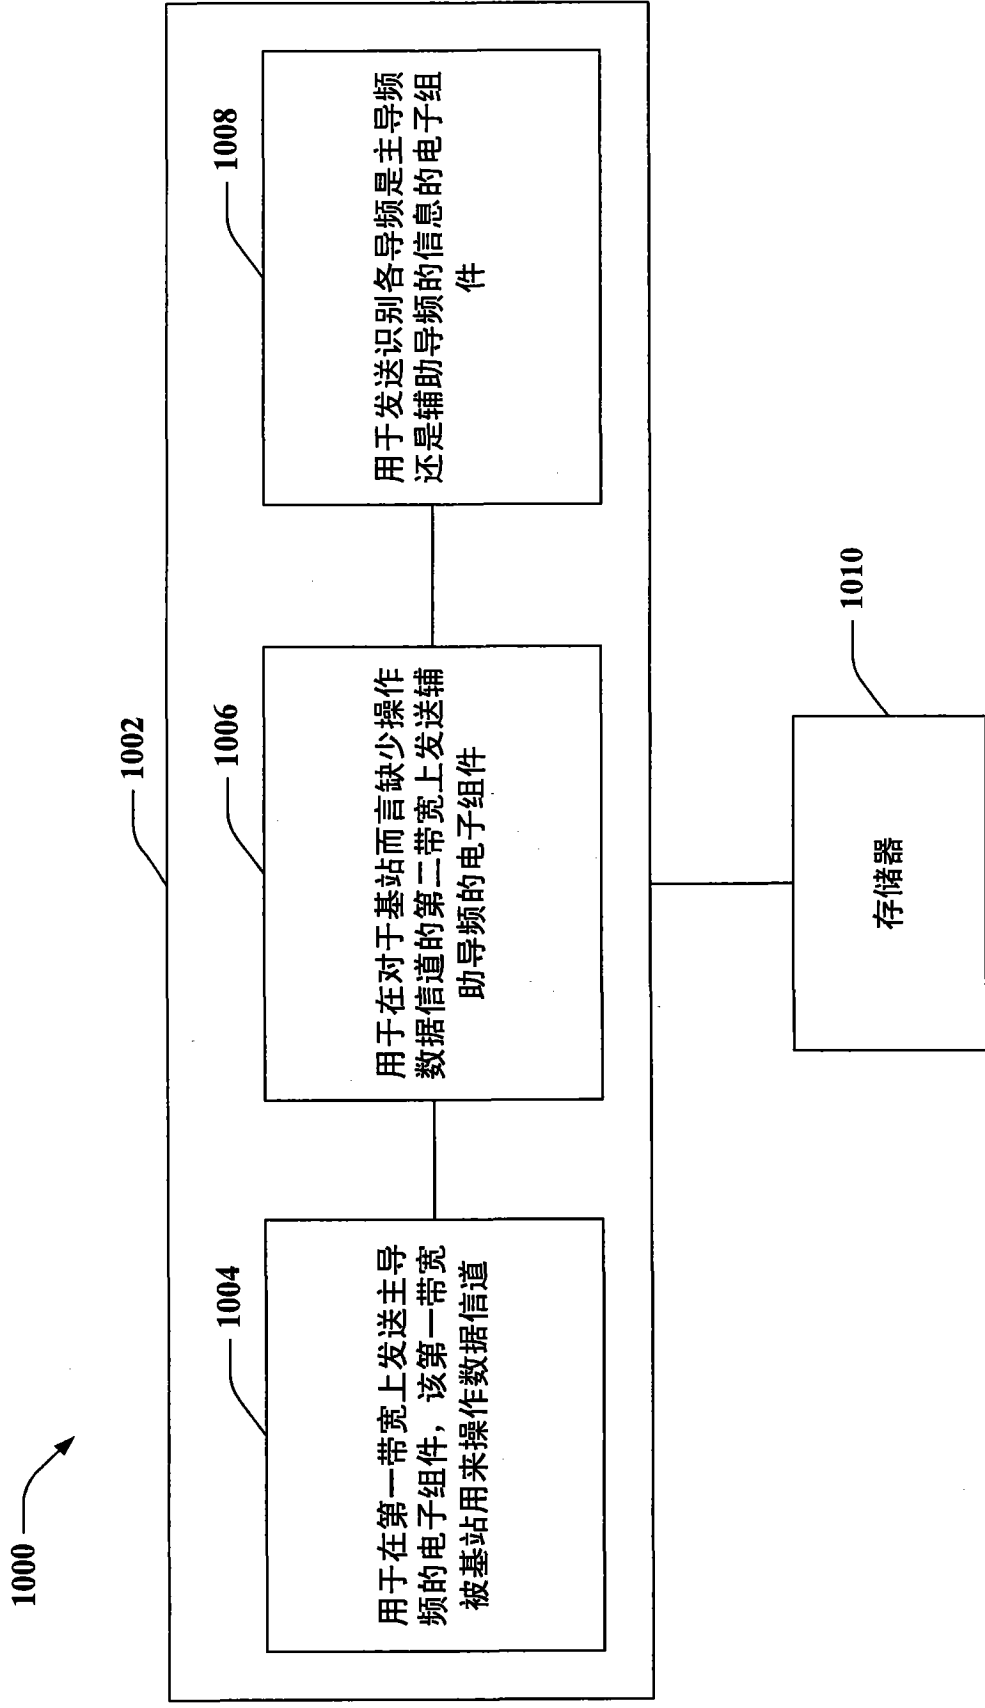 1000
1002
1004
用于在第一带宽上发送主导
频的电子组件，该第一带宽
被基站用来操作数据信道
1006
用于在对于基站而言缺少操作
数据信道的第二带宽上发送辅
助导频的电子组件
1008
用于发送识别各导频是主导频
还是辅助导频的信息的电子组
件
1010
存储器